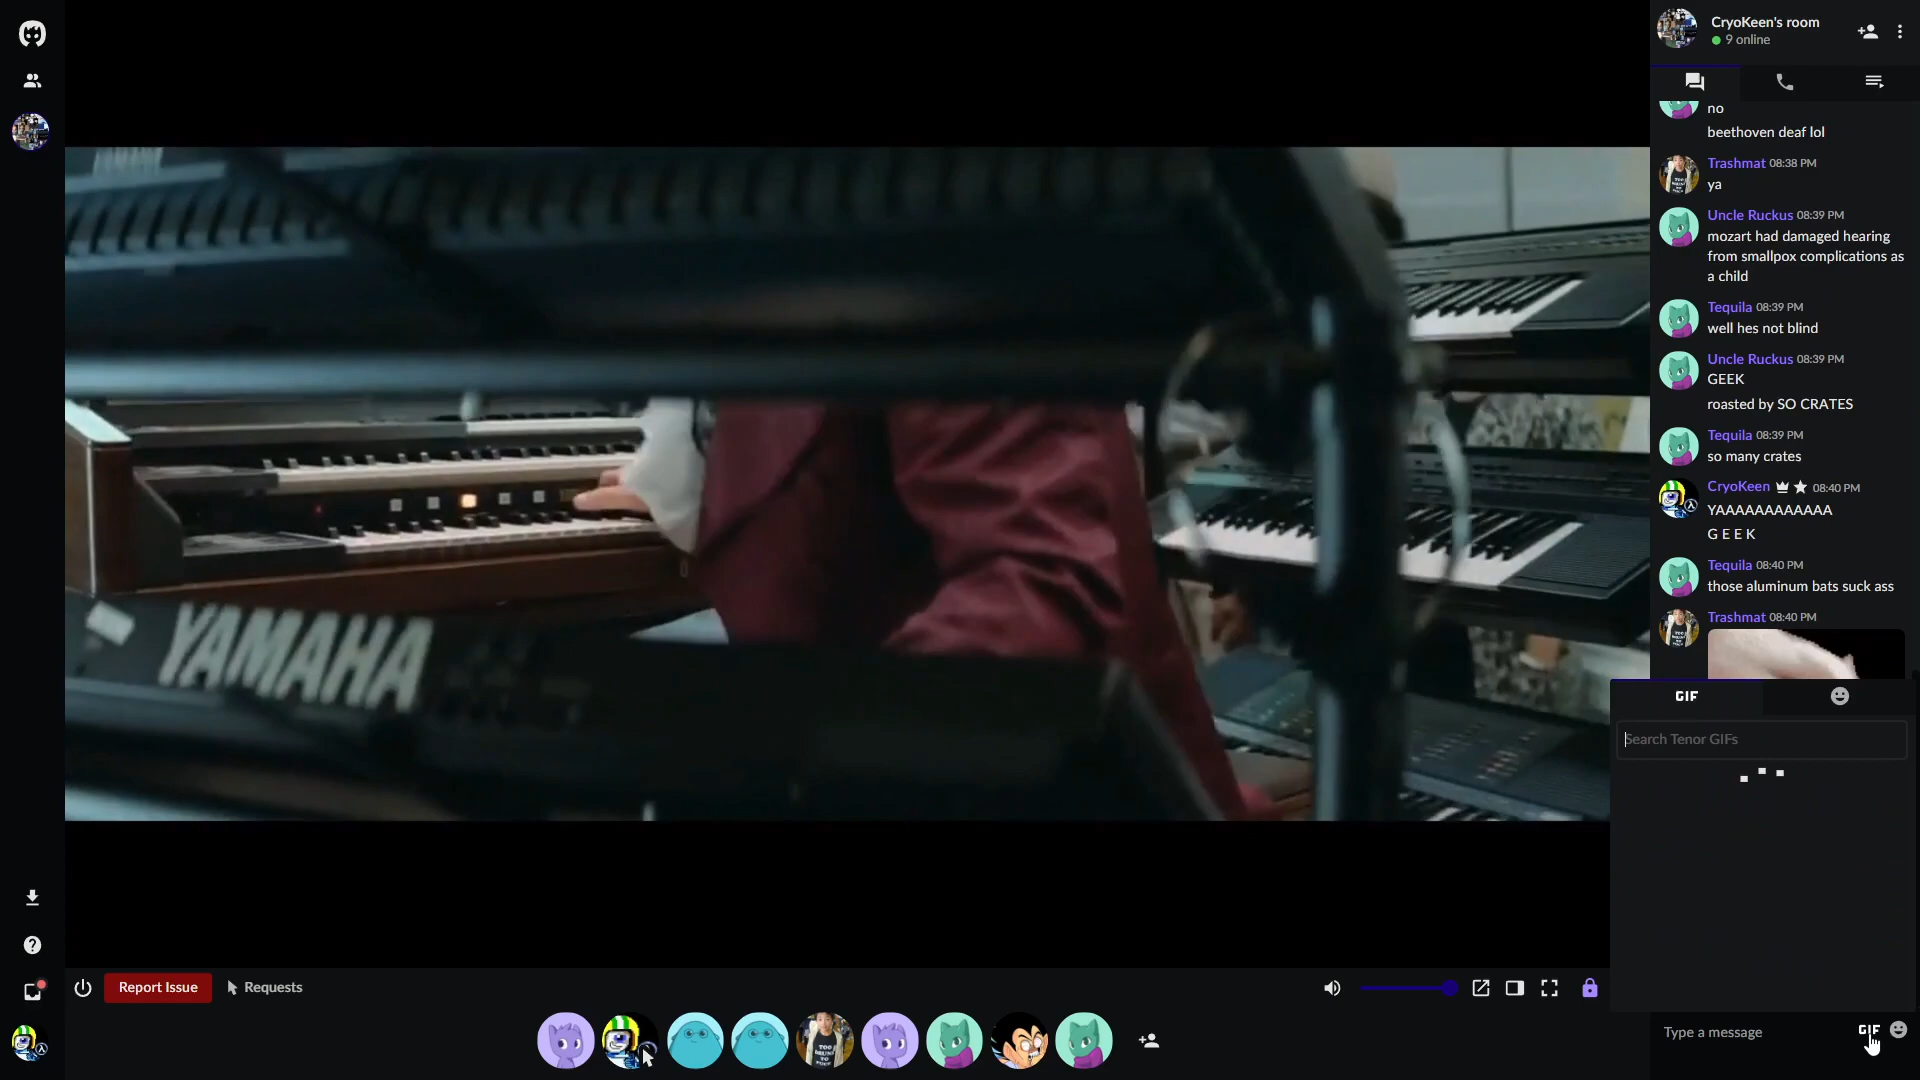 CryoKeen's room
9 online
no
beethoven deaf lol
Trashmat 08:38 PM
ya
Uncle Ruckus 08:39 PM
mozart had damaged hearing
from smallpox complications as
a child
Tequila 08:39 PM
well hes not blind
Uncle Ruckus 08:39 PM
GEEK
roasted by SO CRATES
Tequila 08:39 PM
so many crates
CryoKeen 08:40 PM
YAAAAAAAAAAAA
G E E K
Tequila 08:40 PM
those aluminum bats suck ass
Trashmat 08:40 PM
GIF
Search Tenor GIFs
YAMAHA
Report Issue
Requests
Type a message
GIF